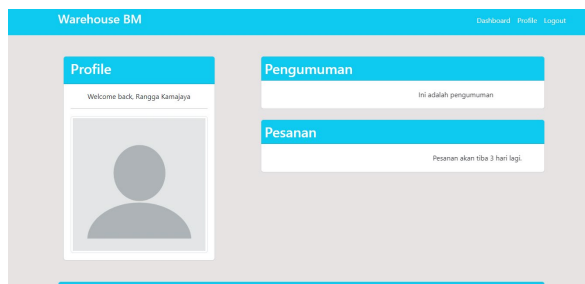 Warehouse BM
Dashboard Profile Logout
Profile
Welcome back, Rangga Kamajaya
Pengumuman
Ini adalah pengumuman
Pesanan
Pesanan akan tiba 3 hari lagi.